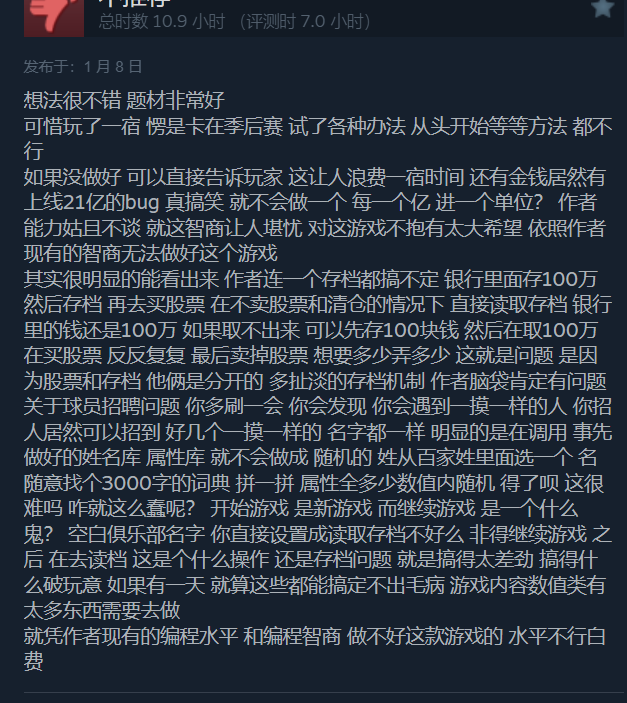 不推荐
总时数 10.9 小时 （评测时 7.0 小时）
发布于：1 月 8 日
想法很不错 题材非常好
可惜玩了一宿 愣是卡在季后赛 试了各种办法 从头开始等等方法 都不
行
如果没做好 可以直接告诉玩家 这让人浪费一宿时间 还有金钱居然有
上线21亿的bug 真搞笑 就不会做一个 每一个亿 进一个单位？ 作者
能力姑且不谈 就这智商让人堪忧 对这游戏不抱有太大希望 依照作者
现有的智商无法做好这个游戏
其实很明显的能看出来 作者连一个存档都搞不定 银行里面存100万
然后存档 再去买股票 在不卖股票和清仓的情况下 直接读取存档 银行
里的钱还是100万 如果取不出来 可以先存100块钱 然后在取100万
在买股票 反反复复 最后卖掉股票 想要多少弄多少 这就是问题 是因
为股票和存档 他俩是分开的 多扯淡的存档机制 作者脑袋肯定有问题
关于球员招聘问题 你多刷一会 你会发现 你会遇到一摸一样的人 你招
人居然可以招到 好几个一摸一样的 名字都一样 明显的是在调用 事先
做好的姓名库 属性库 就不会做成 随机的 姓从百家姓里面选一个 名
随意找个3000字的词典 拼一拼 属性全多少数值内随机 得了呗 这很
难吗 咋就这么蠢呢？ 开始游戏 是新游戏 而继续游戏 是一个什么
鬼？ 空白俱乐部名字 你直接设置成读取存档不好么 非得继续游戏 之
后 在去读档 这是个什么操作 还是存档问题 就是搞得太差劲 搞得什
么破玩意 如果有一天 就算这些都能搞定不出毛病 游戏内容数值类有
太多东西需要去做
就凭作者现有的编程水平 和编程智商 做不好这款游戏的 水平不行白
费